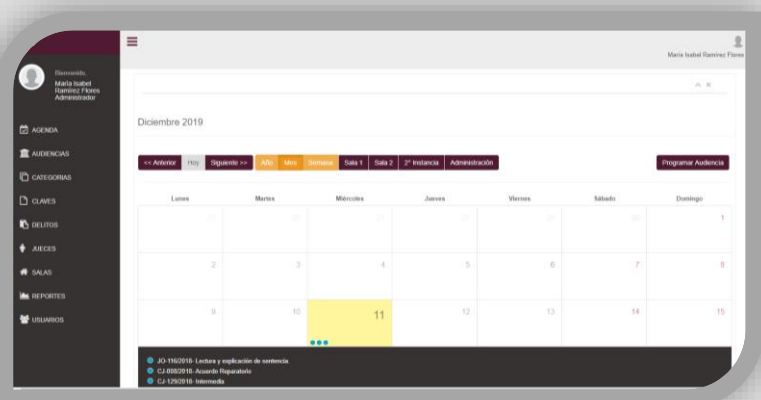 María Isabel Ramírez Flores
Bienvenido,
María Isabel
Ramírez Flores
Administrador
AGENDA
AUDIENCIAS
CATEGORIAS
CLAVES
DELITOS
JUECES
SALAS
REPORTES
USUARIOS
Diciembre 2019
<< Anterior Hoy Siguiente >> Año Mes Semana Sala 1 Sala 2 2° Instancia Administración Programar Audiencia
Lunes Martes Miércoles Jueves Viernes Sábado Domingo
1
2 3 4 5 6 7 8
9 10 11 12 13 14 15
JO-116/2018- Lectura y explicación de sentencia
CJ-008/2018- Acuerdo Reparatorio
CJ-129/2018- Intermedia